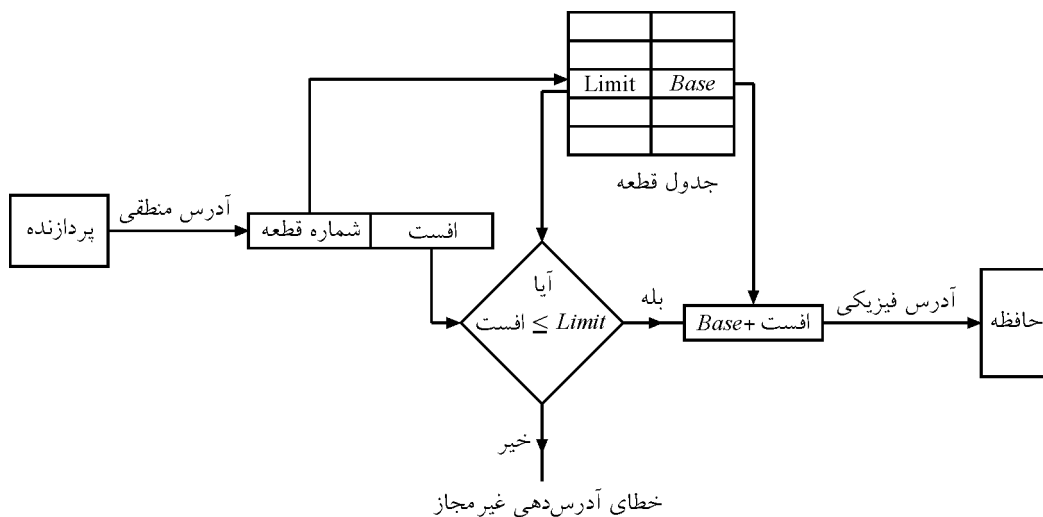 Limit Base
جدول قطعه
پردازنده
آدرس منطقی
شماره قطعه
افست
آیا
افست ≤ Limit
بله
Base + افست
آدرس فیزیکی
حافظه
خیر
خطای آدرس‌دهی غیرمجاز